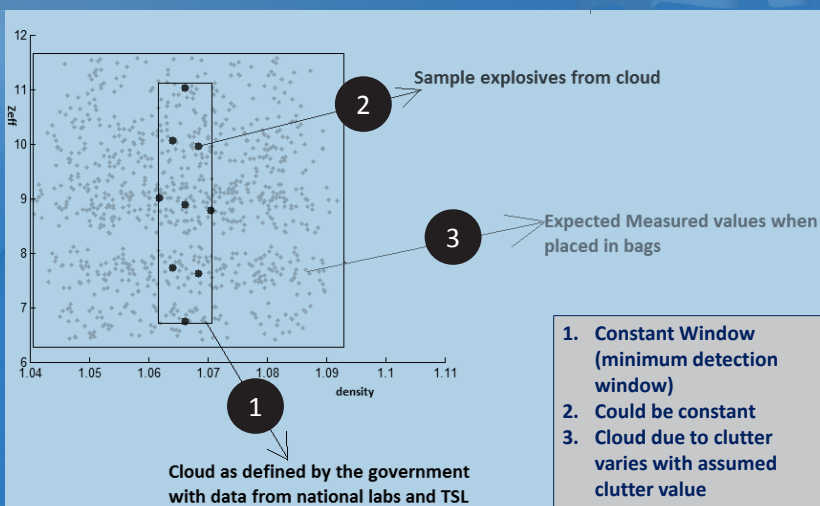 12
11
10
9
8
7
6
Zeff
1.04 1.05 1.06 1.07 1.08 1.09 1.10 1.11
density
2
Sample explosives from cloud
3
Expected Measured values when
placed in bags
1
Cloud as defined by the government
with data from national labs and TSL
1. Constant Window
(minimum detection
window)
2. Could be constant
3. Cloud due to clutter
varies with assumed
clutter value